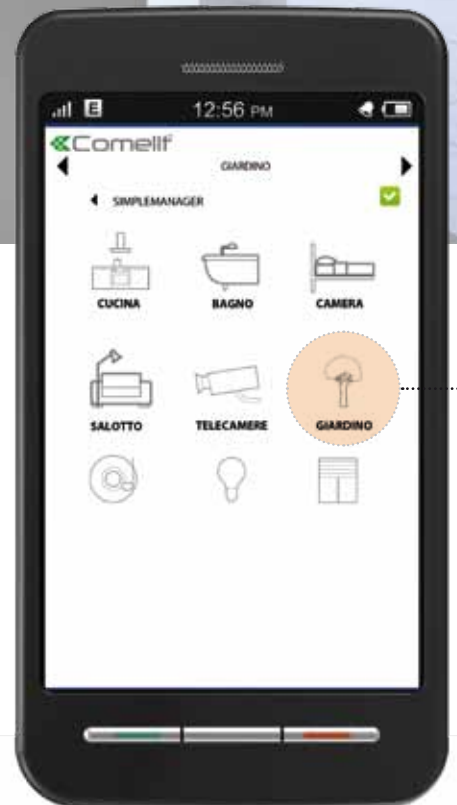 E 12:56 PM
Comelit
GIARDINO
SIMPLEMANAGER
CUCINA BAGNO CAMERA
SALOTTO TELECAMERE GIARDINO